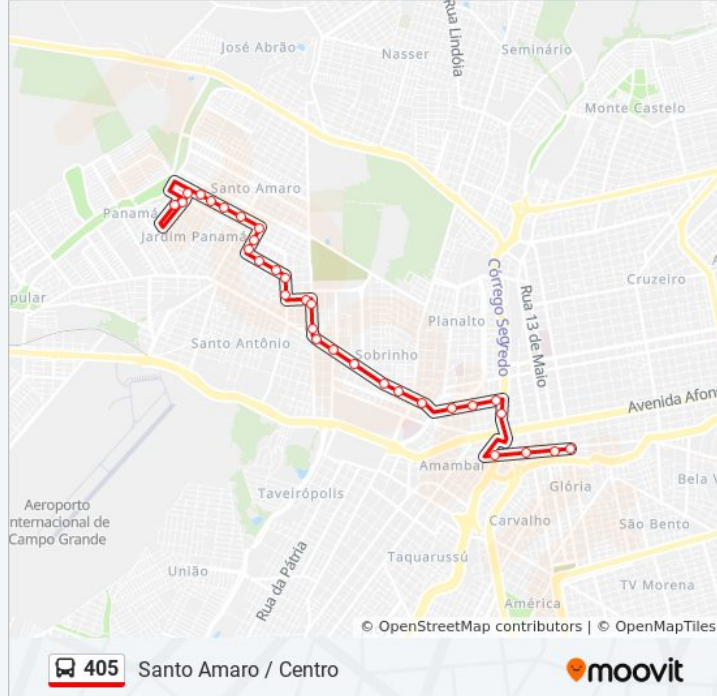 José Abrão
Nasser
Rua Lindóia
Seminário
Monte Castelo
Santo Amaro
Panamá
Jardim Panamá
Córrego Segredo
Cruzeiro
pular
Rua 13 de Maio
Planalto
Santo Antônio
Sobrinho
Avenida Afon
Amambaí
Glória
Bela V
Taveirópolis
Aeroporto
nternacional de
Campo Grande
Carvalho
São Bento
Rua da Pátria
Taquarussú
União
TV Morena
América
© OpenStreetMap contributors | © OpenMapTiles
405 Santo Amaro / Centro
moovit